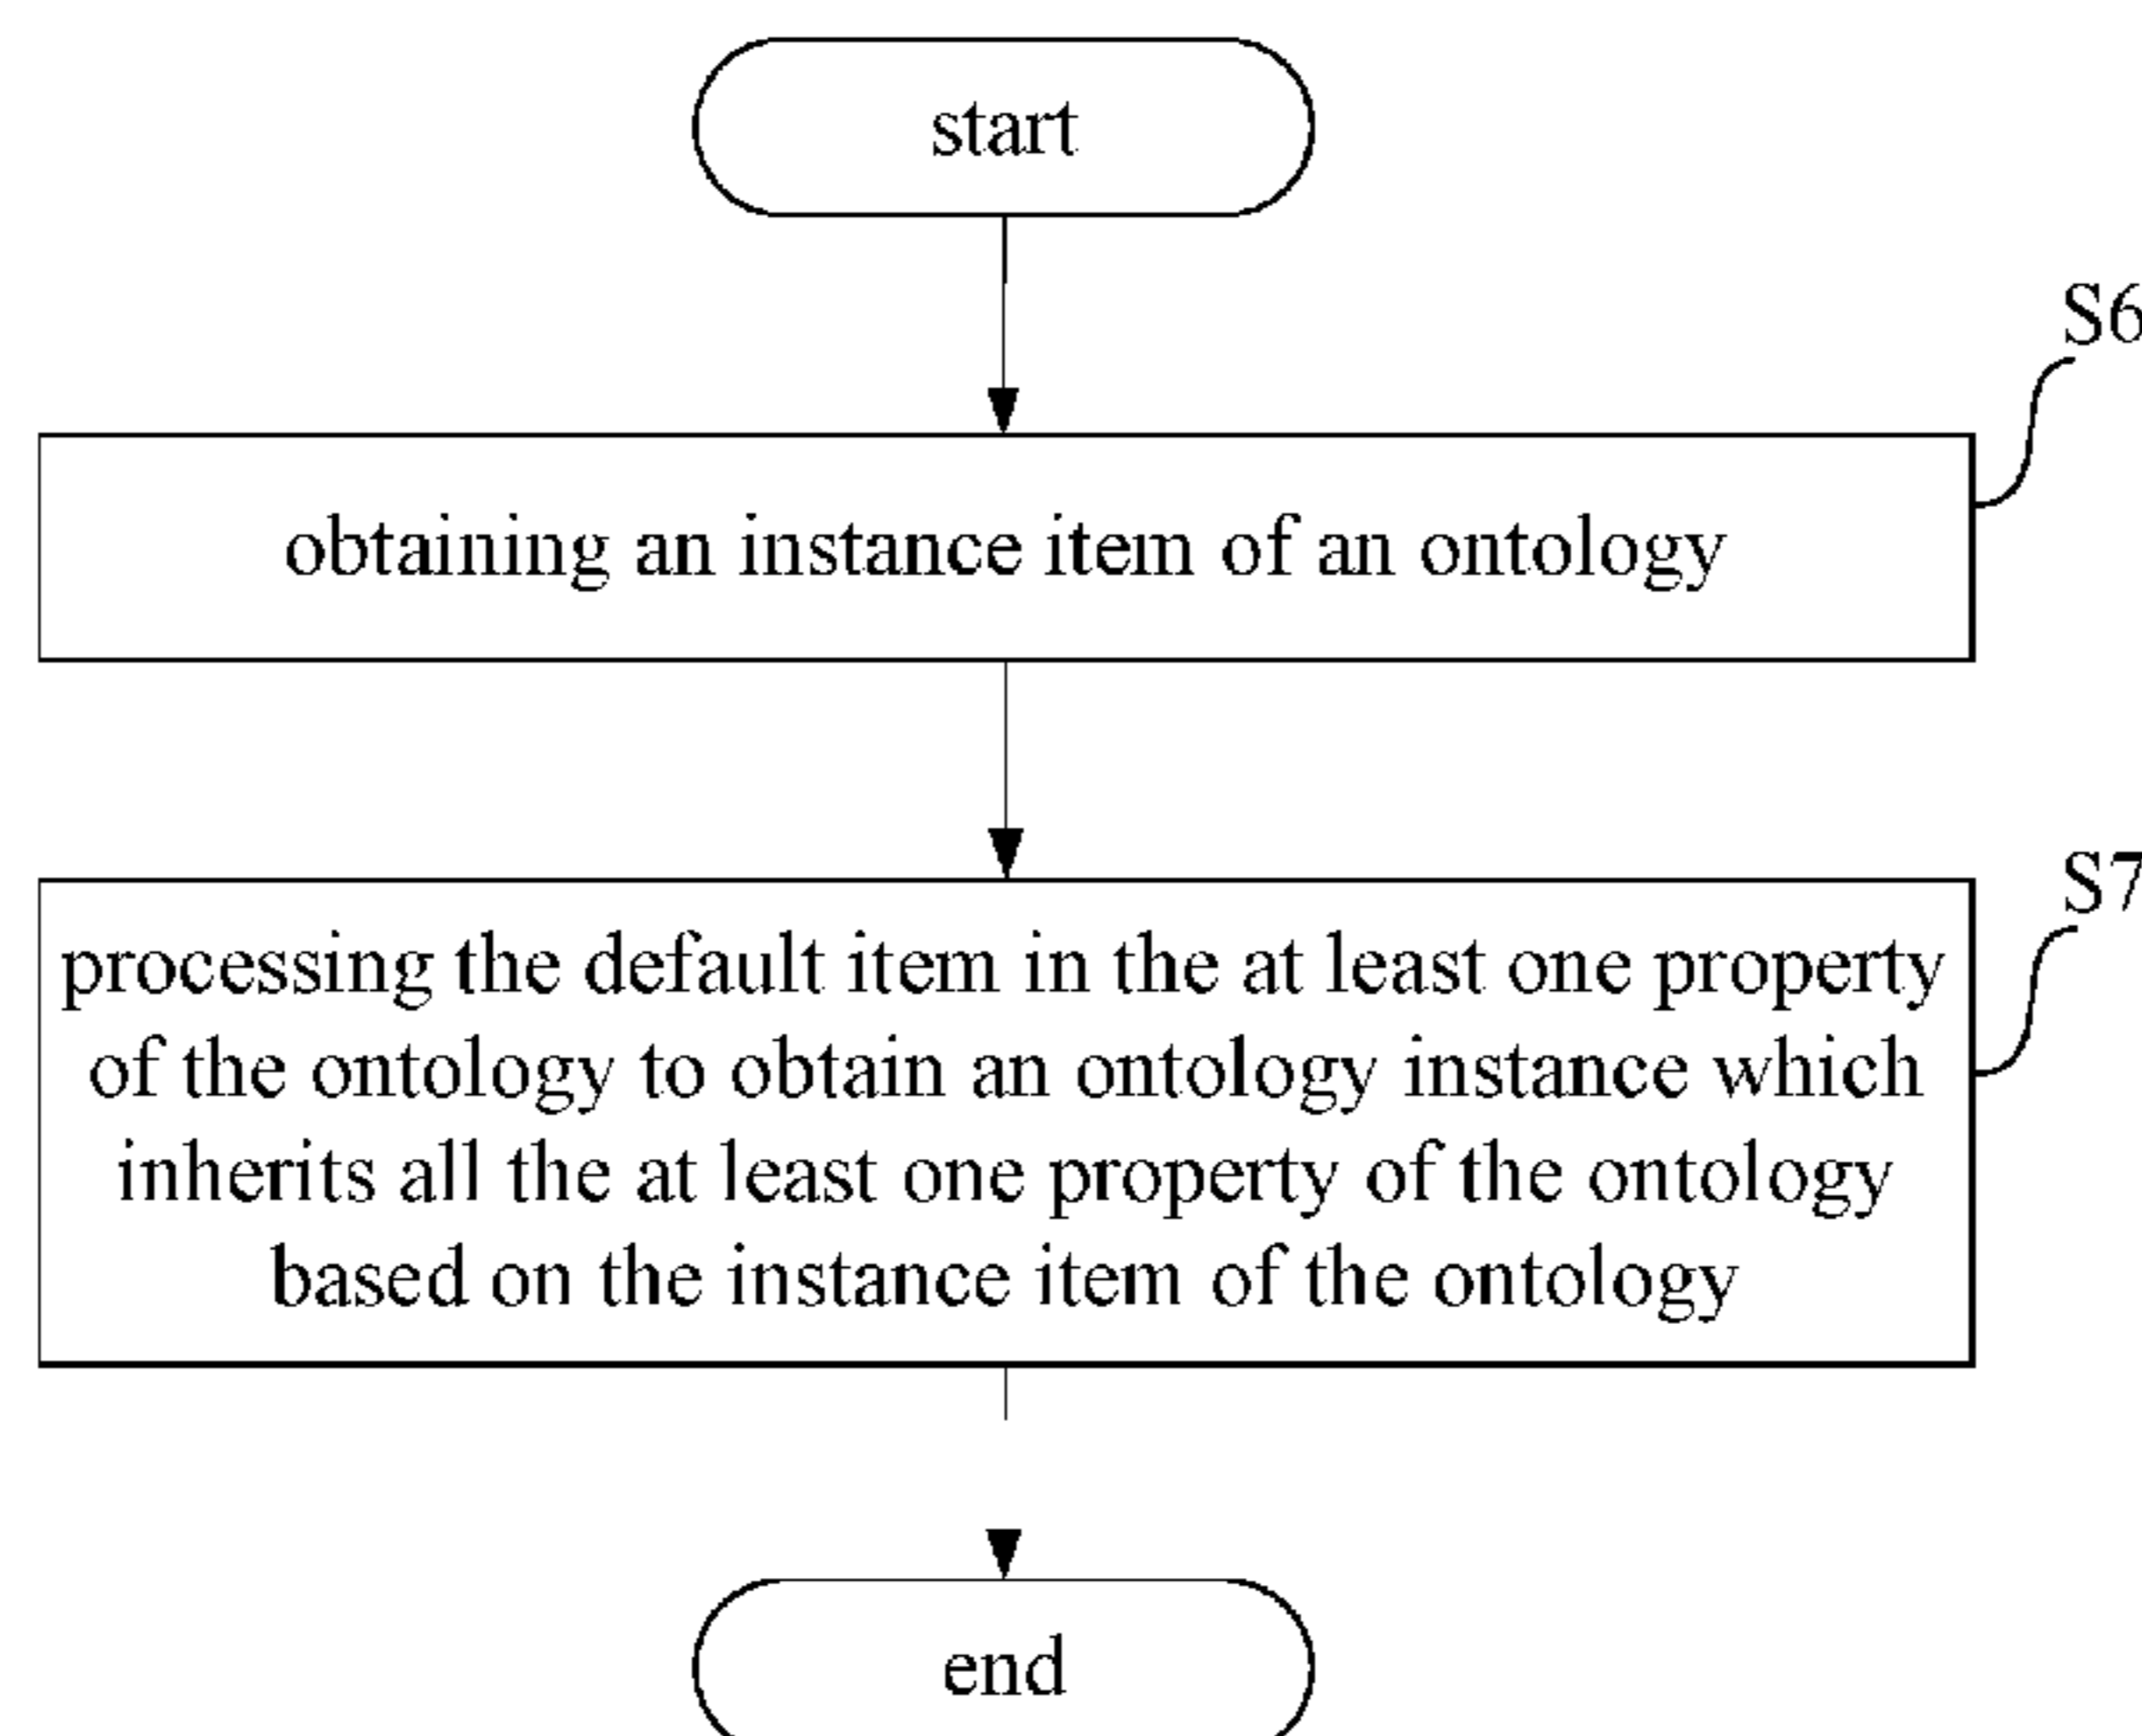 start
S6
obtaining an instance item of an ontology
S7
processing the default item in the at least one property
of the ontology to obtain an ontology instance which
inherits all the at least one property of the ontology
based on the instance item of the ontology
end